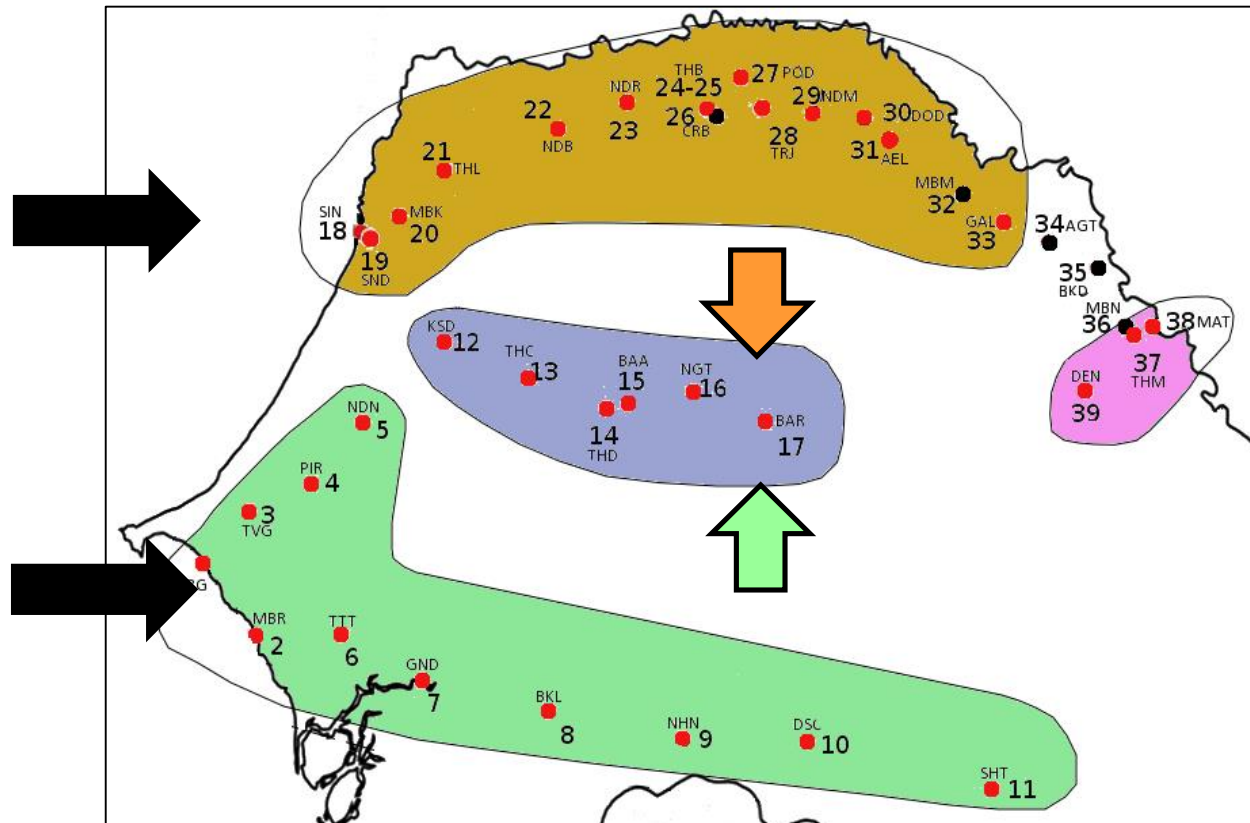 THB
27 POD
NDR
24-25
22
29 NDM
30 DOD
26
23
CRB
28
NDB
TRJ
31
AEL
21
THL
MBM
32
SIN
MBK
18
20
GAL
33
34 AGT
19
SND
35
BKD
MBN
36
38 MAT
37
THM
KSD
12
THC
13
BAA
15
NGT
16
14
THD
BAR
17
DEN
39
NDN
5
PIR
4
3
TVG
MBR
2
TTT
6
GND
7
BKL
8
NHN
9
DSC
10
SHT
11